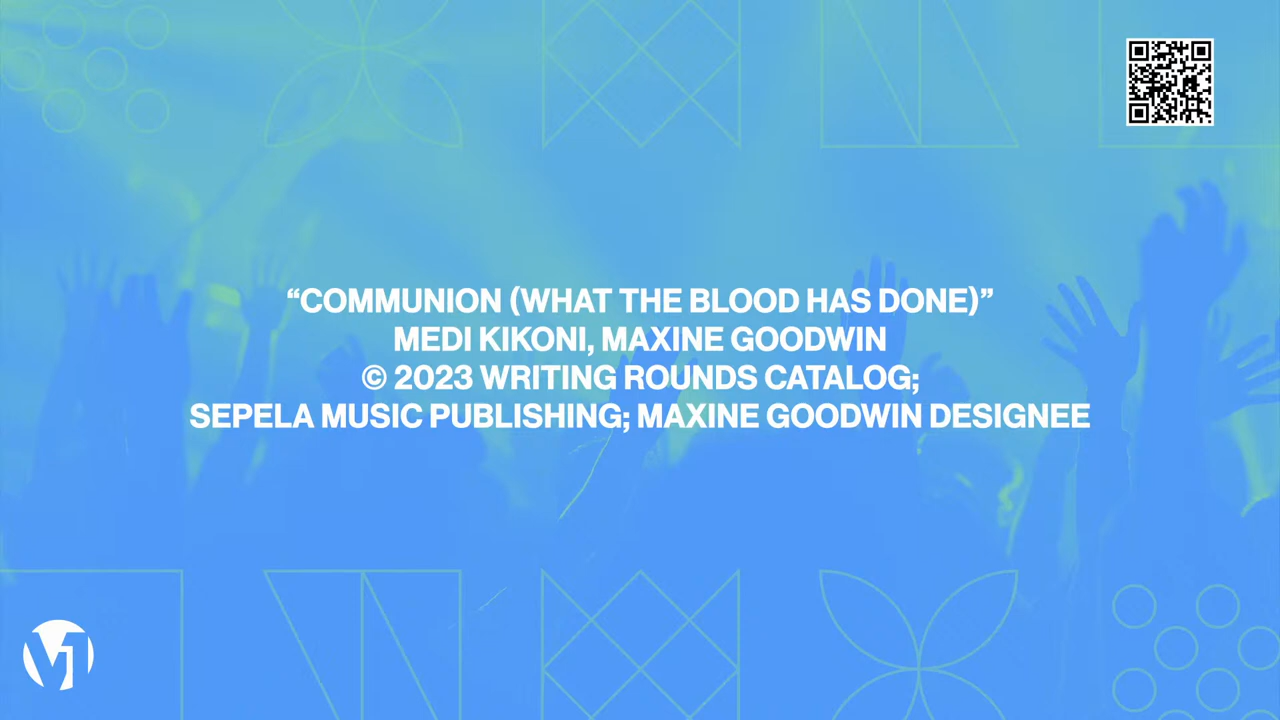 “COMMUNION (WHAT THE BLOOD HAS DONE)”
MEDI KIKONI, MAXINE GOODWIN
© 2023 WRITING ROUNDS CATALOG;
SEPELA MUSIC PUBLISHING; MAXINE GOODWIN DESIGNEE
V1